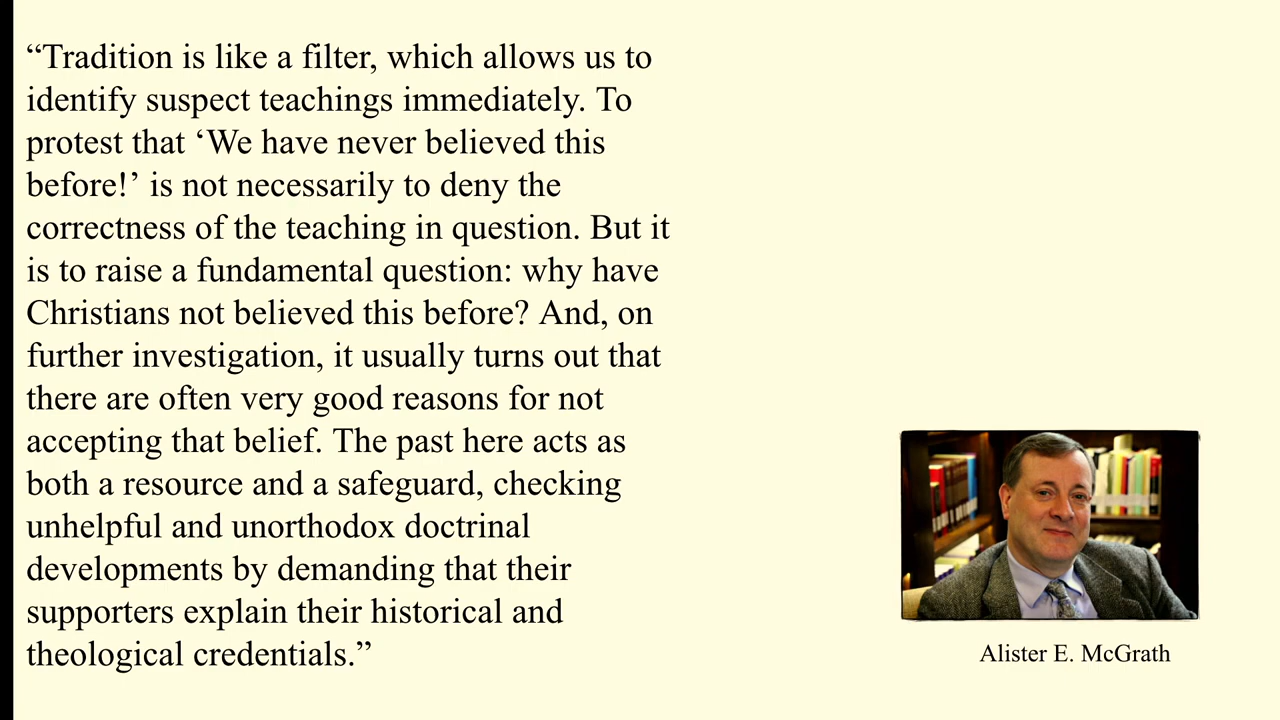 “Tradition is like a filter, which allows us to
identify suspect teachings immediately. To
protest that ‘We have never believed this
before!’ is not necessarily to deny the
correctness of the teaching in question. But it
is to raise a fundamental question: why have
Christians not believed this before? And, on
further investigation, it usually turns out that
there are often very good reasons for not
accepting that belief. The past here acts as
both a resource and a safeguard, checking
unhelpful and unorthodox doctrinal
developments by demanding that their
supporters explain their historical and
theological credentials.”
Alister E. McGrath